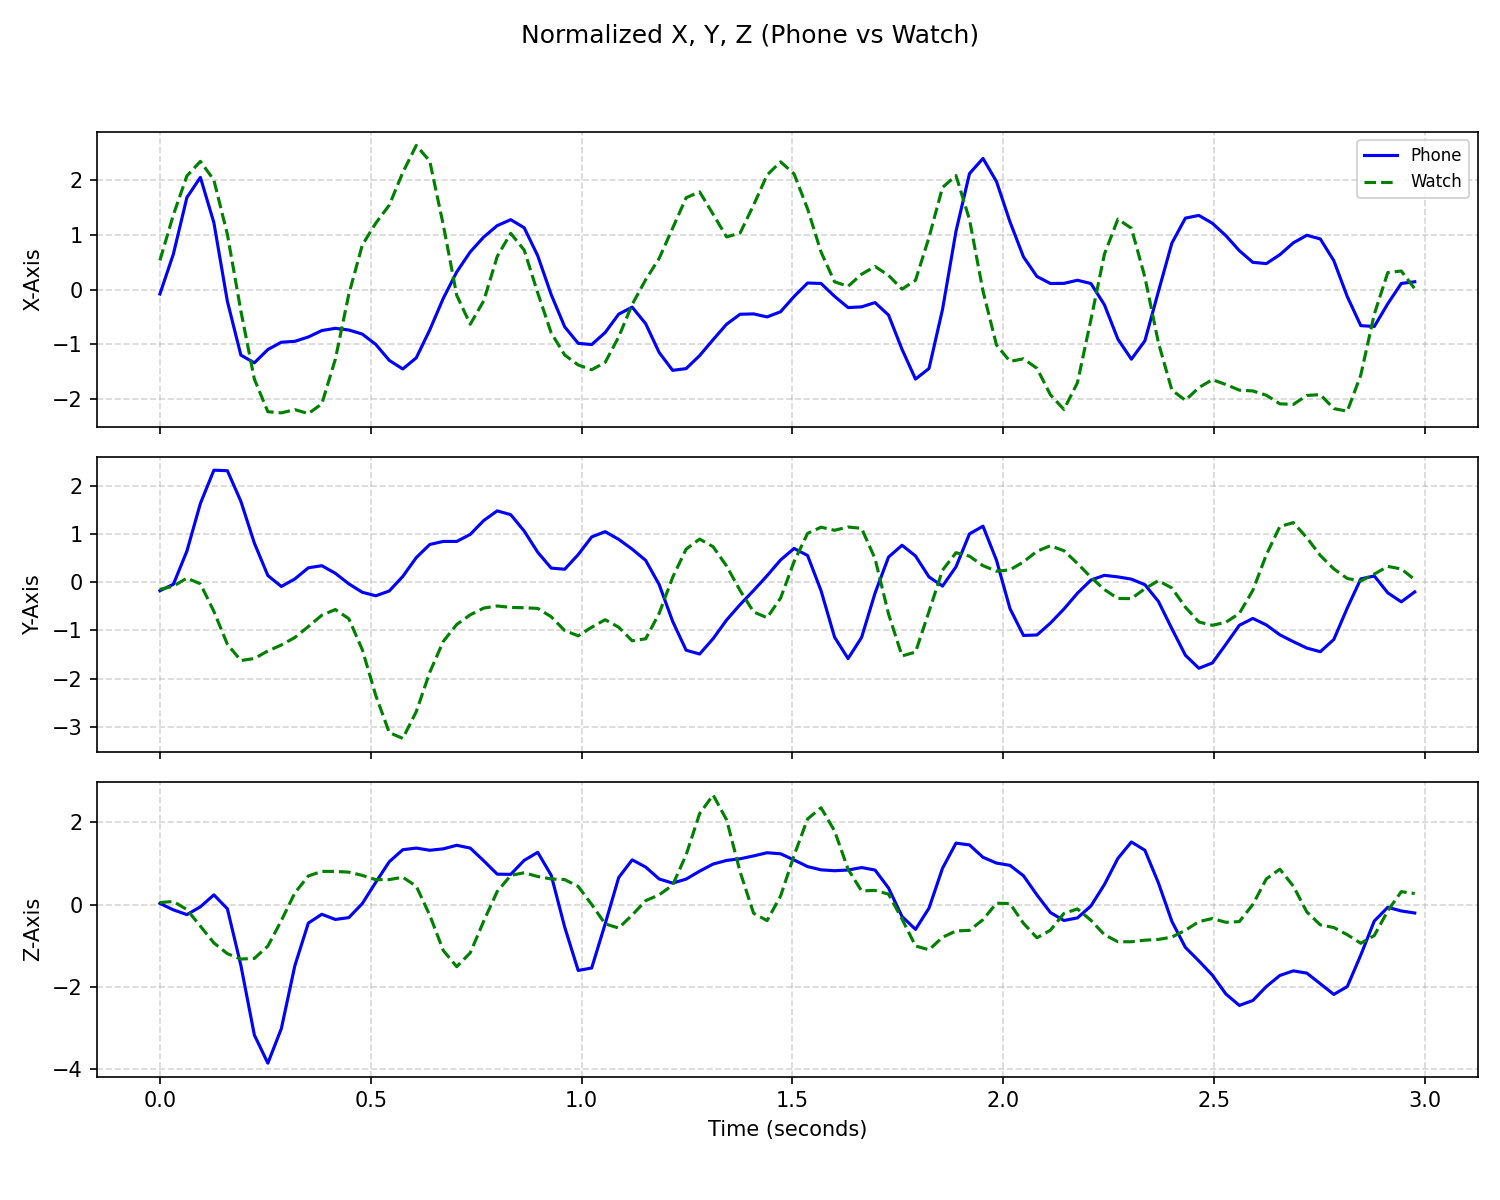 Normalized X, Y, Z (Phone vs Watch)
X-Axis
2
1
0
−1
−2
Phone
Watch
Y-Axis
2
1
0
−1
−2
−3
Z-Axis
2
0
−2
−4
0.0 0.5 1.0 1.5 2.0 2.5 3.0
Time (seconds)